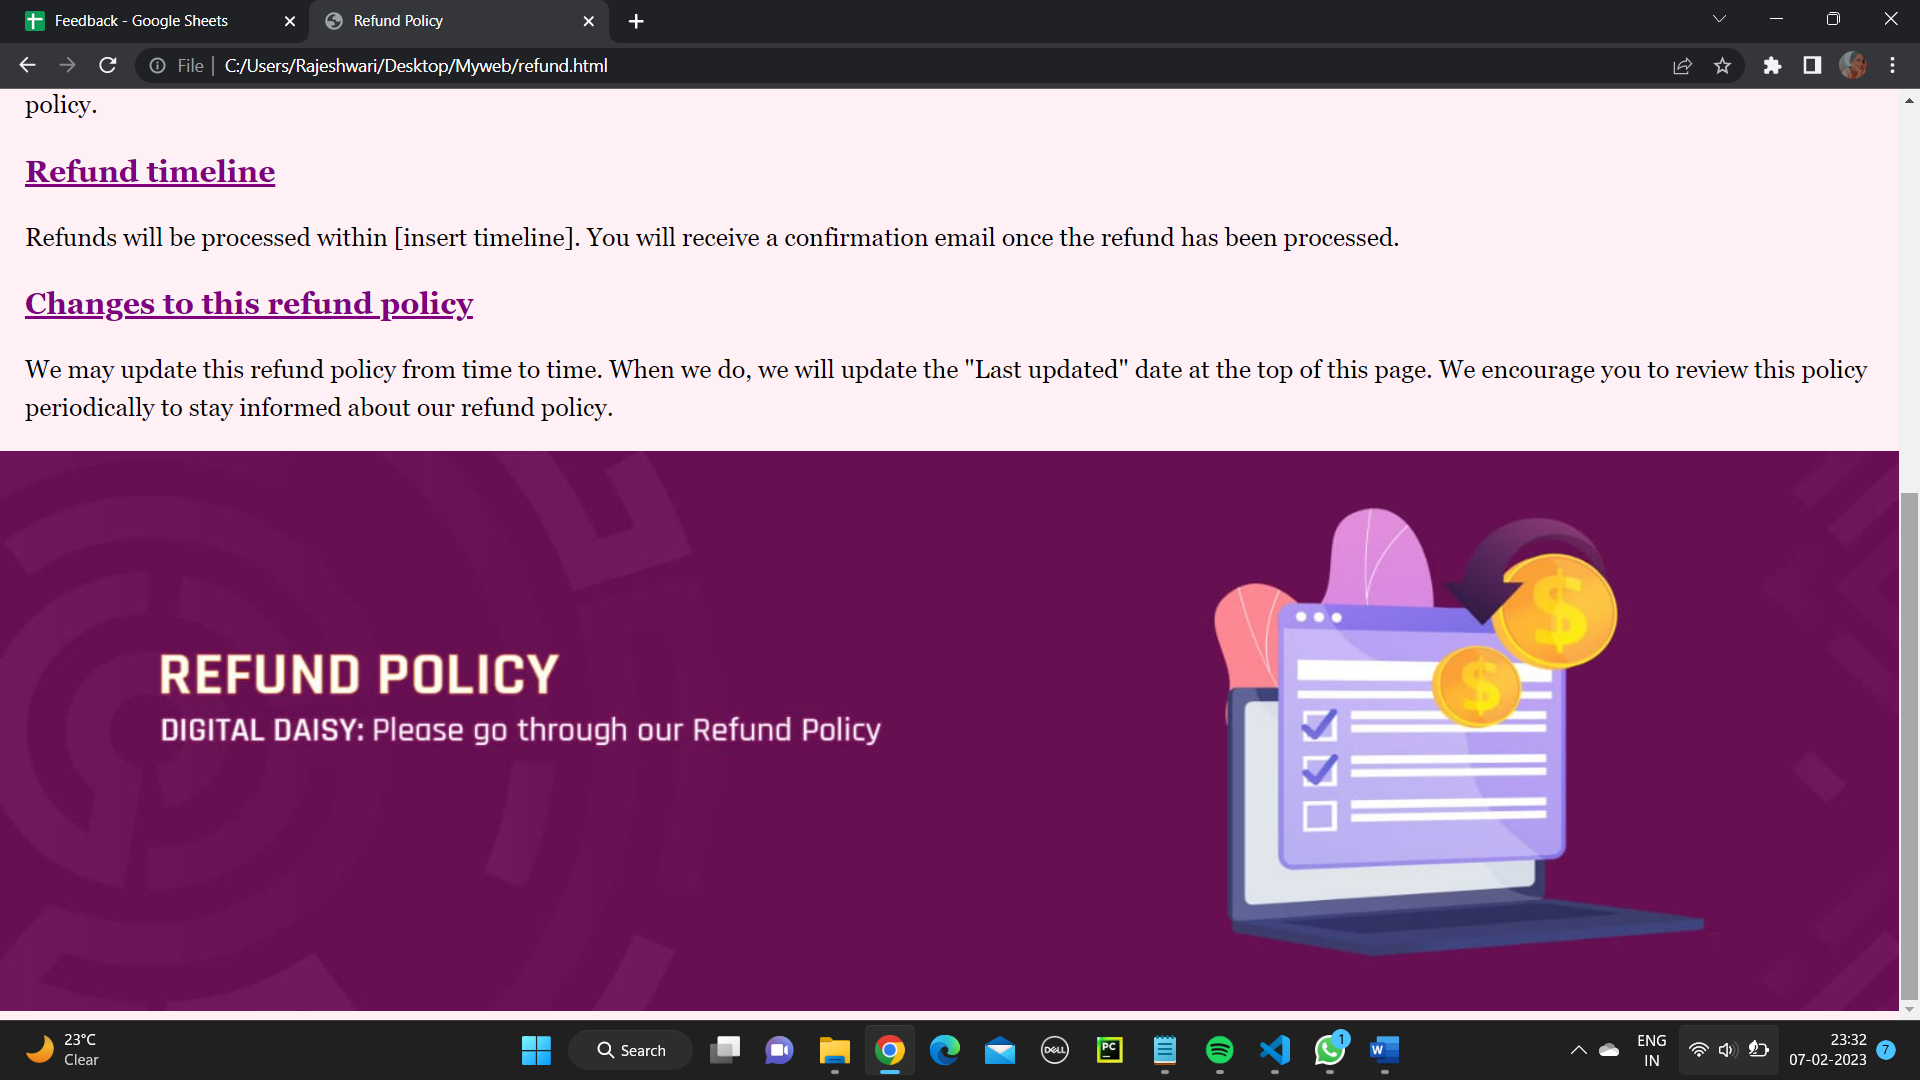 Feedback - Google Sheets
Refund Policy
File
C:/Users/Rajeshwari/Desktop/Myweb/refund.html
policy.
Refund timeline
Refunds will be processed within [insert timeline]. You will receive a confirmation email once the refund has been processed.
Changes to this refund policy
We may update this refund policy from time to time. When we do, we will update the "Last updated" date at the top of this page. We encourage you to review this policy
periodically to stay informed about our refund policy.
$
$
REFUND POLICY
DIGITAL DAISY: Please go through our Refund Policy
23°C
Clear
Search
DELL
PC
1
W
ENG
IN
23:32
07-02-2023
7